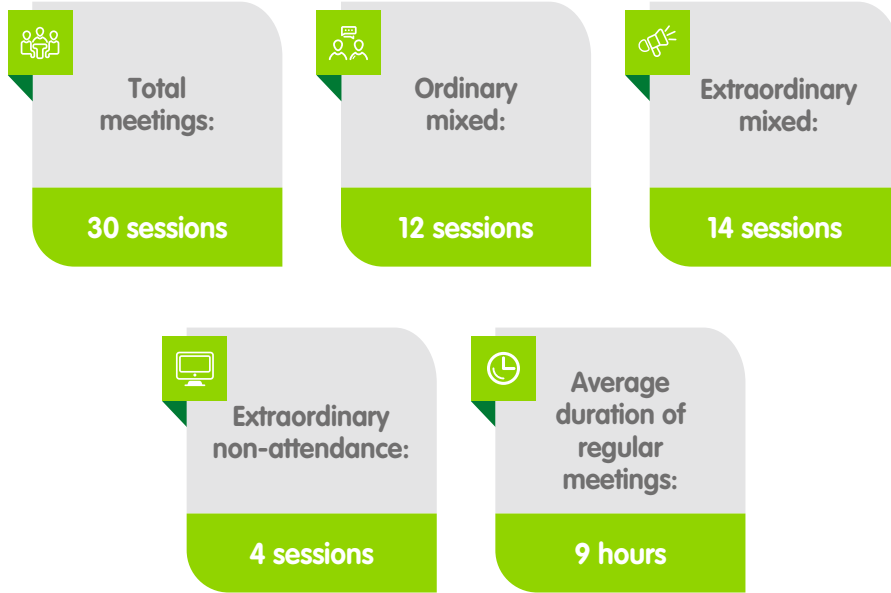 Total
meetings:
30 sessions
Ordinary
mixed:
12 sessions
Extraordinary
mixed:
14 sessions
Extraordinary
non-attendance:
4 sessions
Average
duration of
regular
meetings:
9 hours